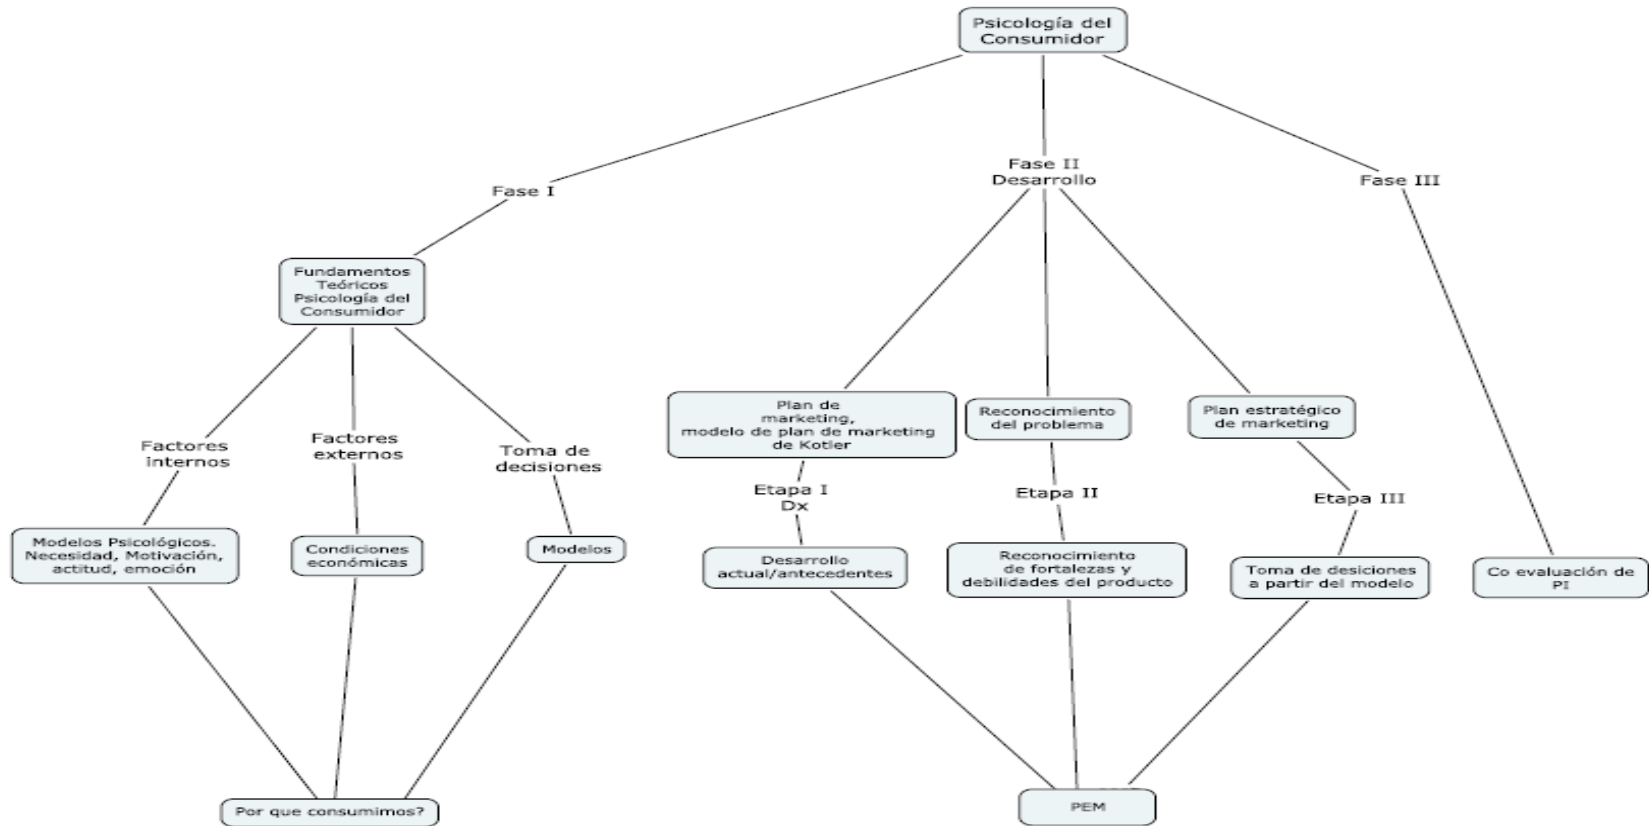 Psicología del
Consumidor
Fase II
Desarrollo
Fase I
Fase III
Fundamentos
Teóricos
Psicología del
Consumidor
Plan de
marketing,
modelo de plan de marketing
de Kotler
Reconocimiento
del problema
Plan estratégico
de marketing
Factores
internos
Factores
externos
Toma de
decisiones
Etapa I
Dx
Etapa II
Etapa III
Modelos Psicológicos.
Necesidad, Motivación,
actitud, emoción
Condiciones
económicas
Modelos
Desarrollo
actual/antecedentes
Reconocimiento
de fortalezas y
debilidades del producto
Toma de desiciones
a partir del modelo
Co evaluación de
PI
Por que consumimos?
PEM